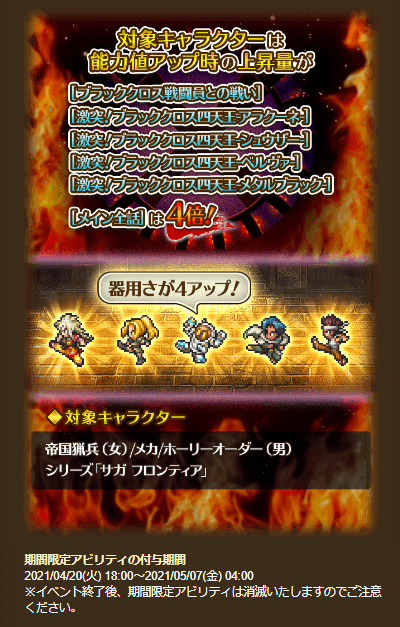 対象キャラクターは
能力値アップ時の上昇量が
[ブラッククロス戦闘員との戦い]
[激突!ブラッククロス四天王-アラクーネ-]
[激突!ブラッククロス四天王-シュウザー-]
[激突!ブラッククロス四天王-ベルヴァ-]
[激突!ブラッククロス四天王-メタルブラック-]
[メイン全話]は4倍!
器用さが4アップ!
◆対象キャラクター
帝国猟兵(女)/メカ/ホーリーオーダー(男)
シリーズ「サガ フロンティア」
期間限定アビリティの付与期間
2021/04/20(火) 18:00～2021/05/07(金) 04:00
※イベント終了後、期間限定アビリティは消滅いたしますのでご注意
ください。